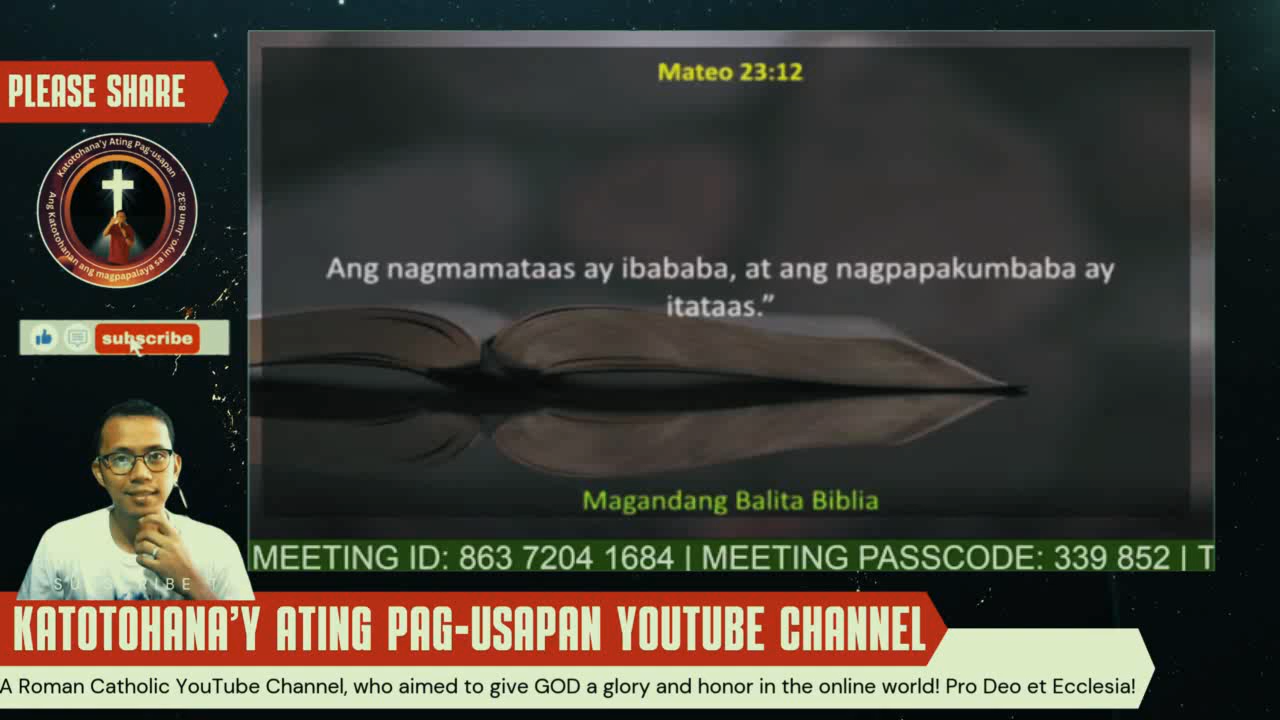 PLEASE SHARE
Katotohana'y Ating Pag-usapan
Ang Katotohanan ang magpapalaya sa inyo. Juan 8:32
subscribe
Mateo 23:12
Ang nagmamataas ay ibababa, at ang nagpapakumbaba ay
itataas.”
Magandang Balita Biblia
MEETING ID: 863 7204 1684 | MEETING PASSCODE: 339 852 | T
SUBSCRIBE T
KATOTOHANA’Y ATING PAG-USAPAN YOUTUBE CHANNEL
A Roman Catholic YouTube Channel, who aimed to give GOD a glory and honor in the online world! Pro Deo et Ecclesia!